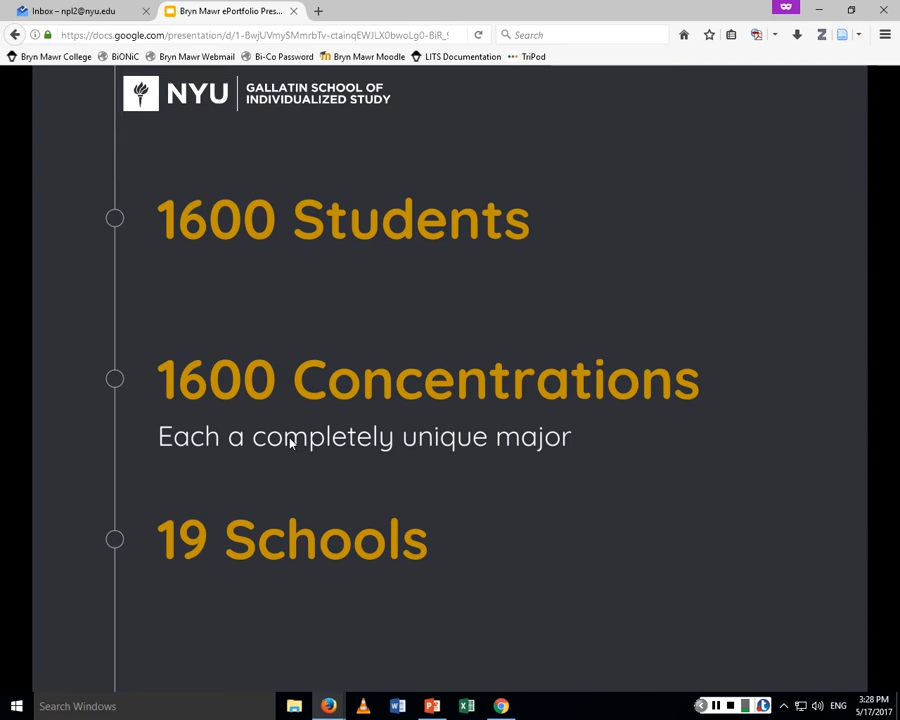 Inbox – npl2@nyu.edu
Bryn Mawr ePortfolio Pres...
https://docs.google.com/presentation/d/1-BwjUVmySMmrbTv-ctainqEWJLX0bwoLg0-BiR_S
Search
Bryn Mawr College
BiONiC
Bryn Mawr Webmail
Bi-Co Password
Bryn Mawr Moodle
LITS Documentation
TriPod
NYU
GALLATIN SCHOOL OF
INDIVIDUALIZED STUDY
1600 Students
1600 Concentrations
Each a completely unique major
19 Schools
Search Windows
ENG
3:28 PM
5/17/2017